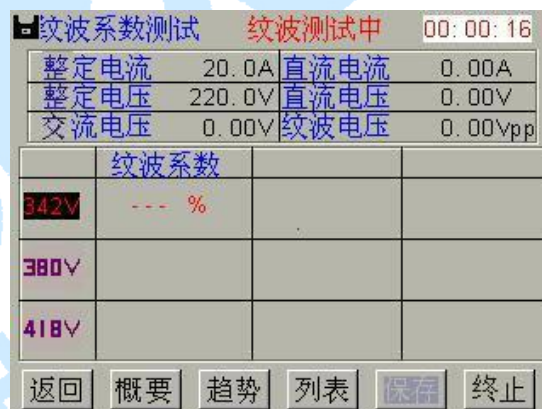 纹波系数测试 纹波测试中 00:00:16
整定电流 20.0A 直流电流 0.00A
整定电压 220.0V 直流电压 0.00V
交流电压 0.00V 纹波电压 0.00Vpp
纹波系数
342V --- %
380V
418V
返回 概要 趋势 列表 保存 终止